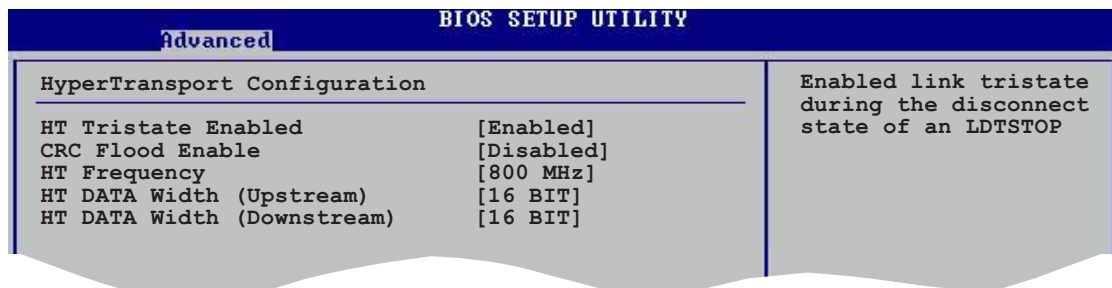 BIOS SETUP UTILITY
Advanced
HyperTransport Configuration
HT Tristate Enabled [Enabled]
CRC Flood Enable [Disabled]
HT Frequency [800 MHz]
HT DATA Width (Upstream) [16 BIT]
HT DATA Width (Downstream) [16 BIT]
Enabled link tristate
during the disconnect
state of an LDTSTOP